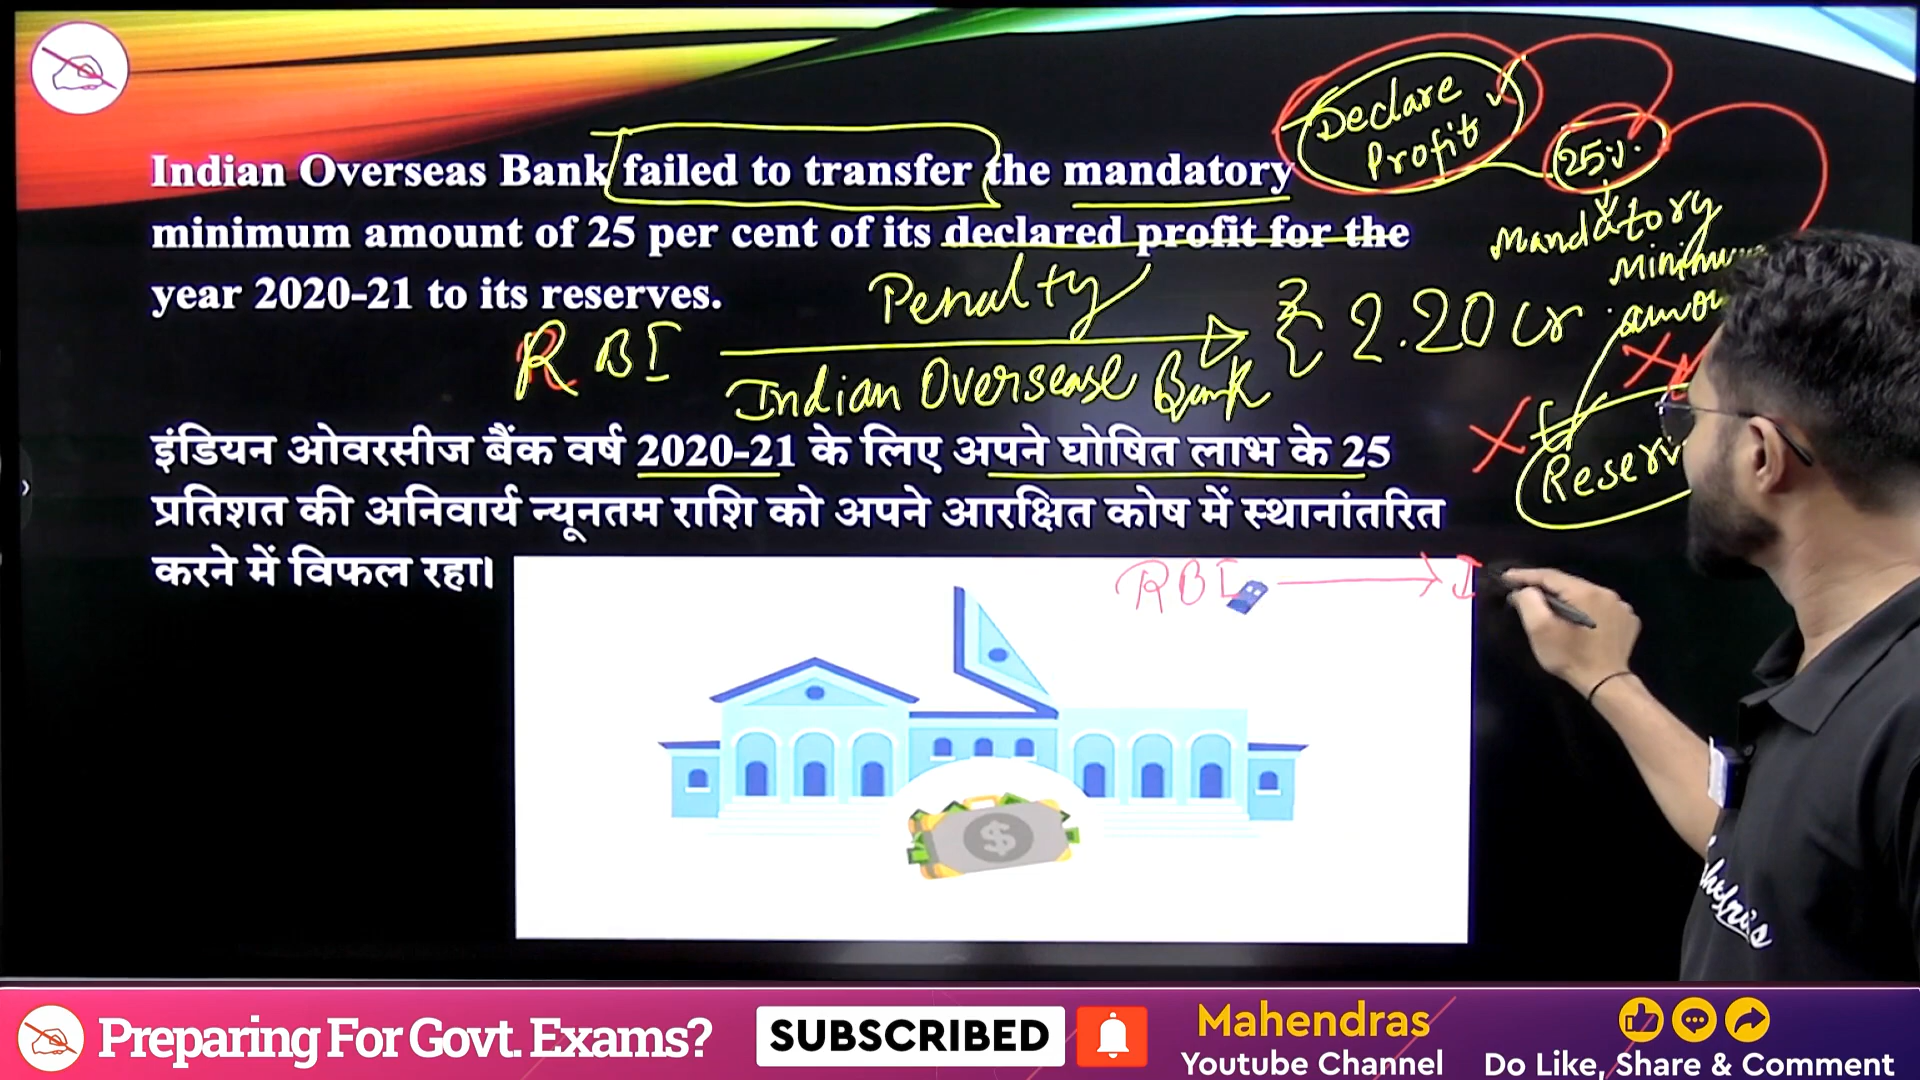 Declare
Profit
25%.
Indian Overseas Bank failed to transfer the mandatory
minimum amount of 25 per cent of its declared profit for the
year 2020-21 to its reserves.
Mandatory
Minimum
amou
Penalty
RBI
₹ 2.20 cr
Indian Oversease Bank
Reserv
इंडियन ओवरसीज बैंक वर्ष 2020-21 के लिए अपने घोषित लाभ के 25
प्रतिशत की अनिवार्य न्यूनतम राशि को अपने आरक्षित कोष में स्थानांतरित
करने में विफल रहा।
RBI → I
$
Preparing For Govt. Exams?
SUBSCRIBED
Mahendras
Youtube Channel
Do Like, Share & Comment